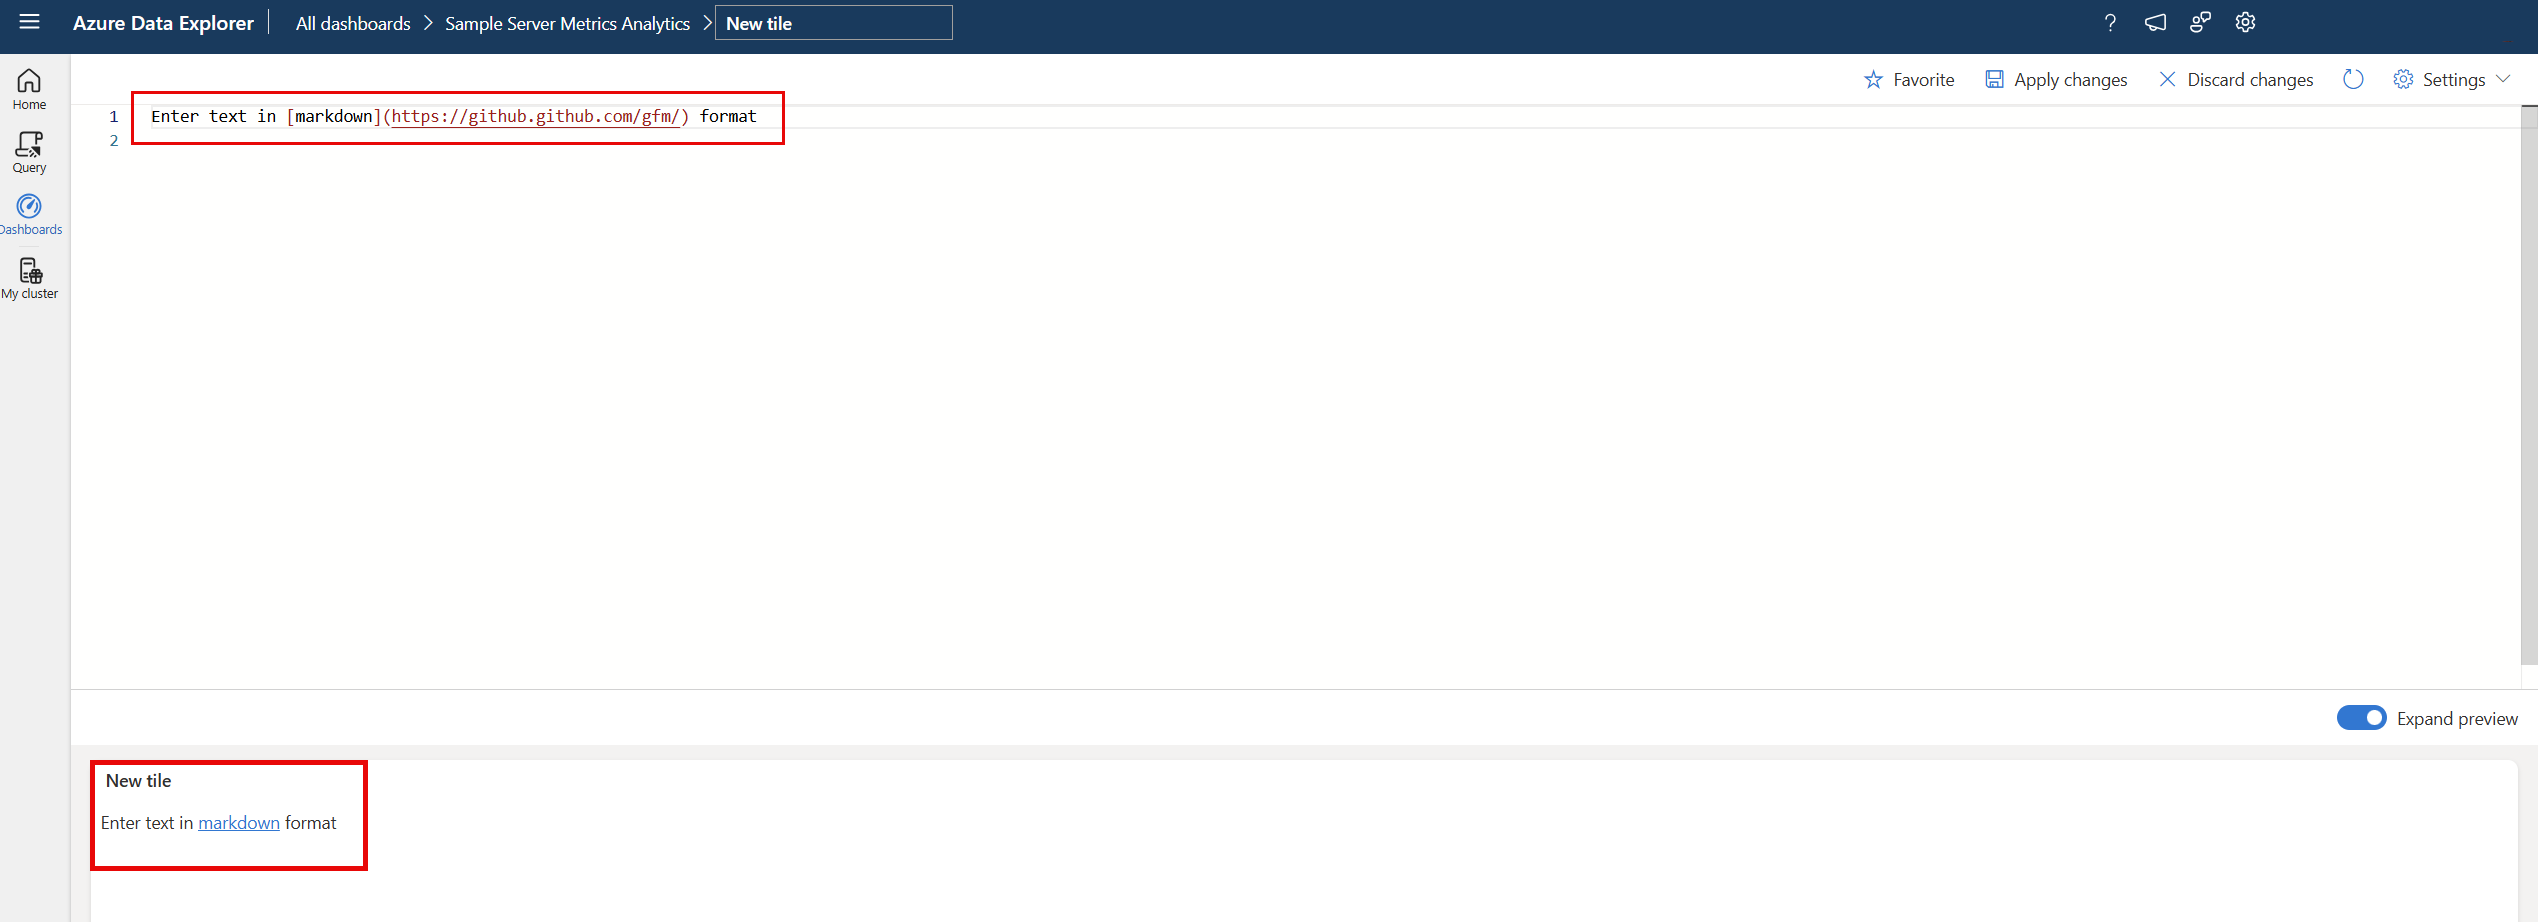 Azure Data Explorer
All dashboards > Sample Server Metrics Analytics > New tile
Home
Query
Dashboards
My cluster
Favorite
Apply changes
Discard changes
Settings
1 Enter text in [markdown](https://github.github.com/gfm/) format
2
Expand preview
New tile
Enter text in markdown format